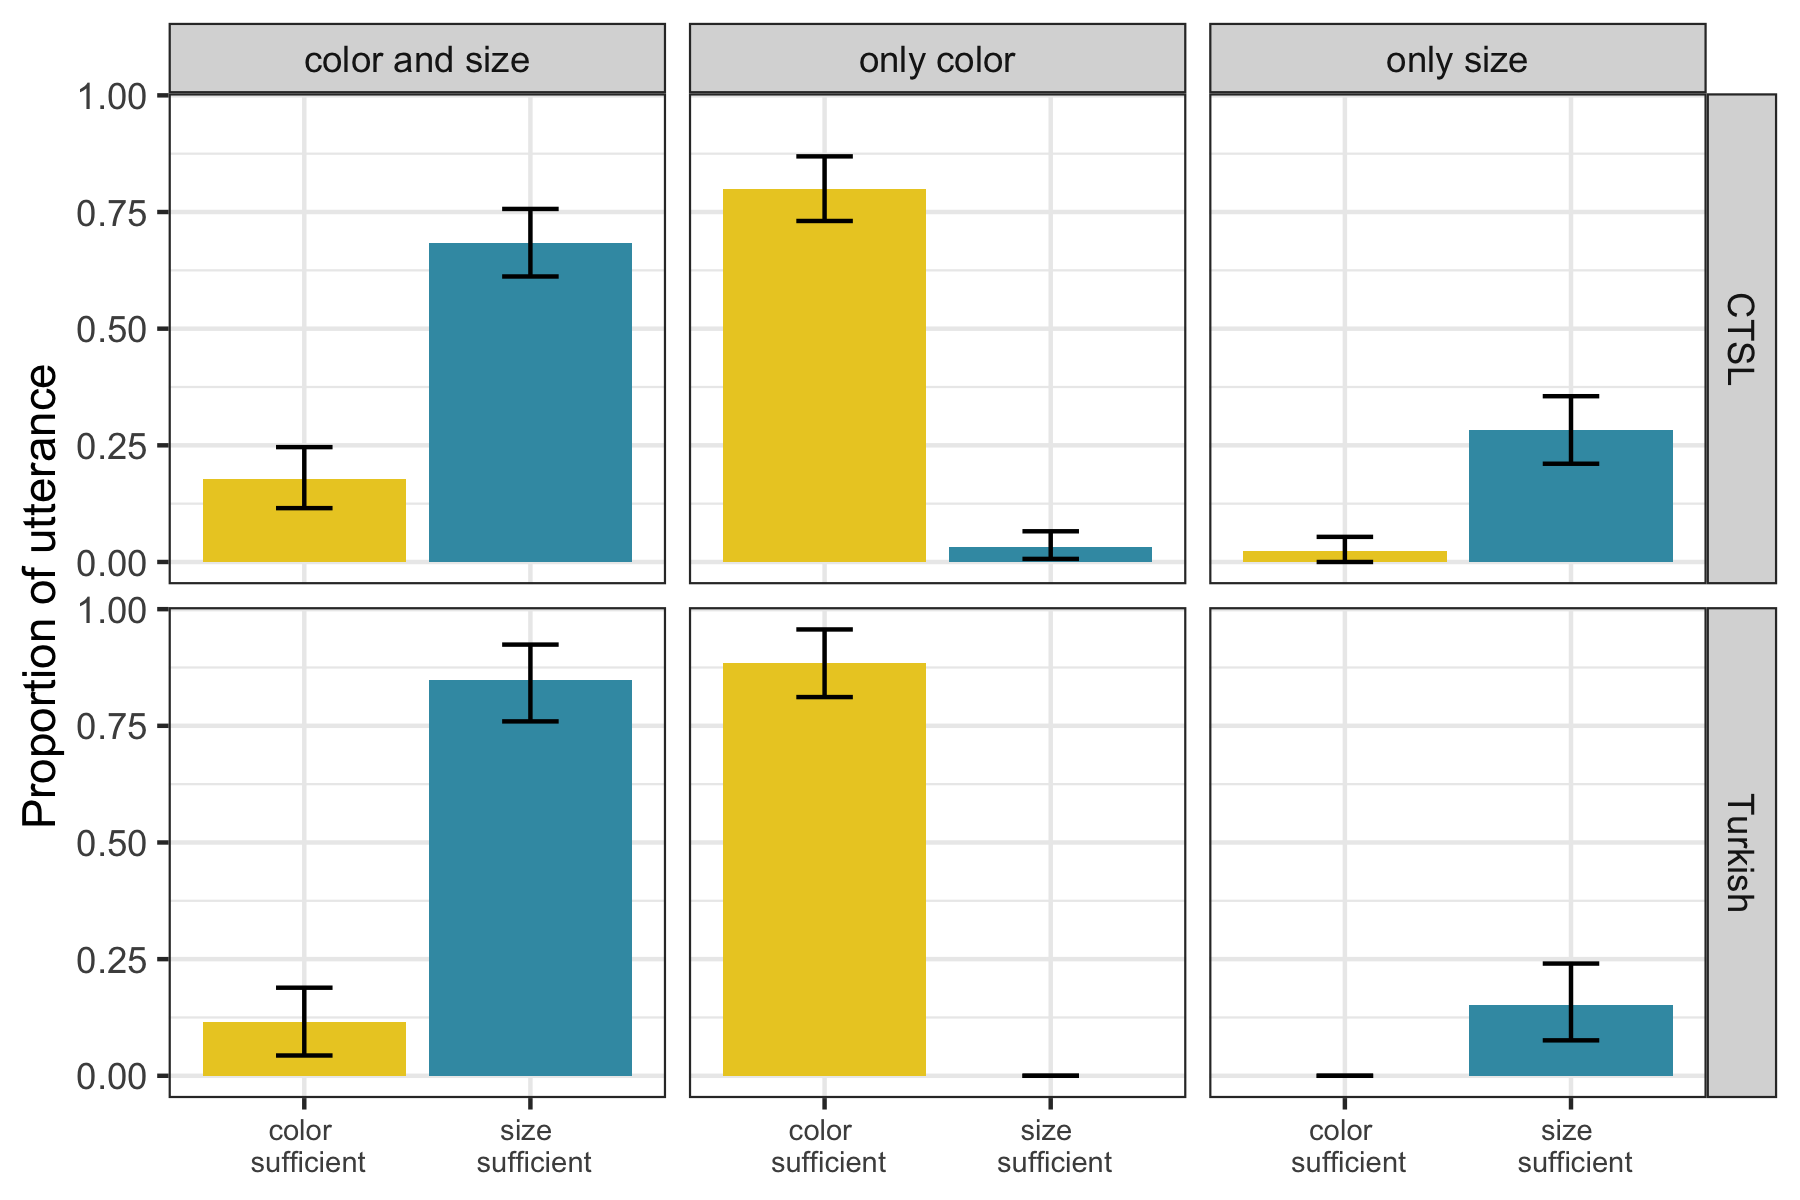 color and size
only color
only size
Proportion of utterance
1.00
0.75
0.50
0.25
0.00
CTSL
1.00
0.75
0.50
0.25
0.00
Turkish
color
sufficient
size
sufficient
color
sufficient
size
sufficient
color
sufficient
size
sufficient